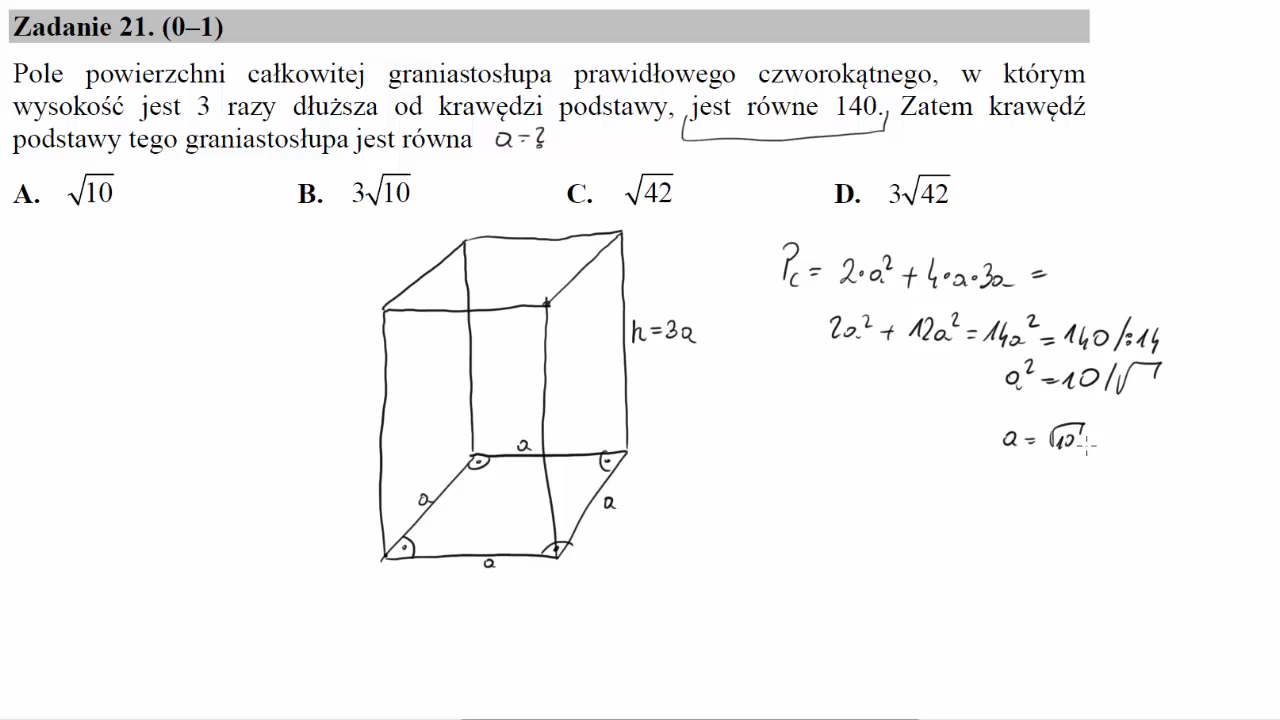 Zadanie 21. (0–1)
Pole powierzchni całkowitej graniastosłupa prawidłowego czworokątnego, w którym
wysokość jest 3 razy dłuższa od krawędzi podstawy, jest równe 140. Zatem krawędź
podstawy tego graniastosłupa jest równa a=?
A. √10 B. 3√10 C. √42 D. 3√42
P_c = 2·a² + 4·a·3a =
2a² + 12a² = 14a² = 140 /:14
h=3a
a² = 10 /√
a = √10
a
a
a
a